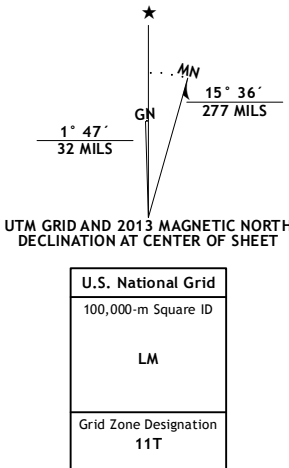 ★
MN
GN
15° 36´
277 MILS
1° 47´
32 MILS
UTM GRID AND 2013 MAGNETIC NORTH
DECLINATION AT CENTER OF SHEET
U.S. National Grid
100,000-m Square ID
LM
Grid Zone Designation
11T